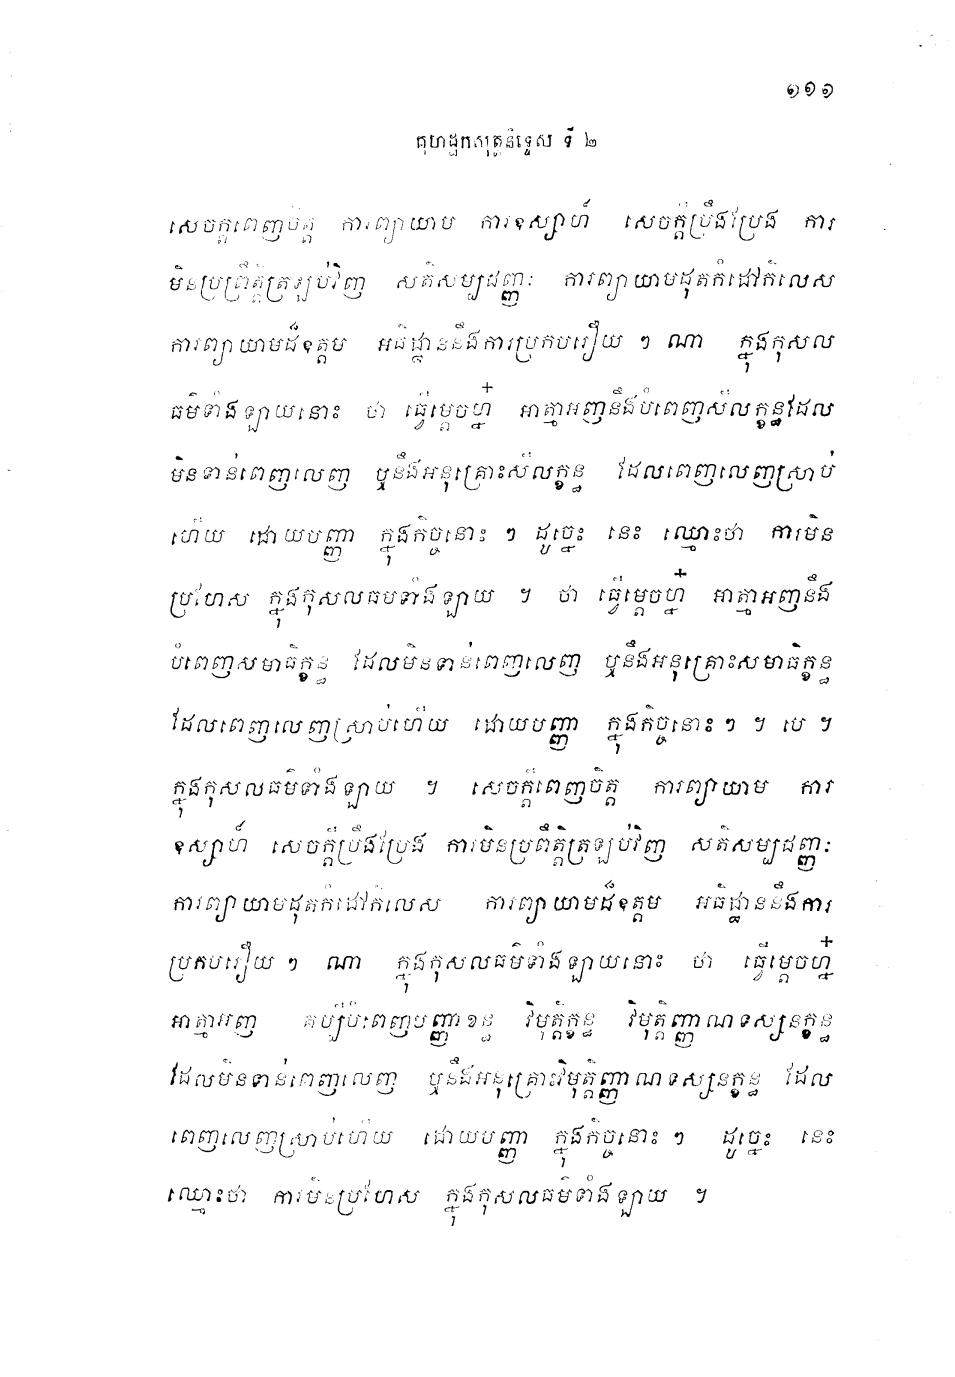 ១១១
គុហដ្ឋកសុត្តនិទ្ទេស ទី ២
សេចក្តីពេញចិត្ត ការព្យាយាម ការឧស្សាហ៍ សេចក្តីប្រឹងប្រែង ការ
មិនប្រព្រឹត្តិត្រឡប់វិញ សតិសម្បជញ្ញៈ ការព្យាយាមដុតកំដៅកិលេស
ការព្យាយាមដ៏ឧត្តម អធិដ្ឋាននឹងការប្រកបរឿយ ៗ ណា ក្នុងកុសល
ធម៌ទាំងឡាយនោះ ថា ធ្វើម្តេចហ្ន៎ អាត្មាអញនឹងបំពេញសីលក្ខន្ធដែល
មិនទាន់ពេញលេញ ឬនឹងអនុគ្រោះសីលក្ខន្ធ ដែលពេញលេញស្រាប់
ហើយ ដោយបញ្ញា ក្នុងកិច្ចនោះ ៗ ដូច្នេះ នេះ ឈ្មោះថា ការមិន
ប្រហែស ក្នុងកុសលធម៌ទាំងឡាយ ។ ថា ធ្វើម្តេចហ្ន៎ អាត្មាអញនឹង
បំពេញសមាធិក្ខន្ធ ដែលមិនទាន់ពេញលេញ ឬនឹងអនុគ្រោះសមាធិក្ខន្ធ
ដែលពេញលេញស្រាប់ហើយ ដោយបញ្ញា ក្នុងកិច្ចនោះ ៗ ។ បេ ។
ក្នុងកុសលធម៌ទាំងឡាយ ។ សេចក្តីពេញចិត្ត ការព្យាយាម ការ
ឧស្សាហ៍ សេចក្តីប្រឹងប្រែង ការមិនប្រព្រឹត្តិត្រឡប់វិញ សតិសម្បជញ្ញៈ
ការព្យាយាមដុតកំដៅកិលេស ការព្យាយាមដ៏ឧត្តម អធិដ្ឋាននឹងការ
ប្រកបរឿយ ៗ ណា ក្នុងកុសលធម៌ទាំងឡាយនោះ ថា ធ្វើម្តេចហ្ន៎
អាត្មាអញ គប្បីបំពេញបញ្ញាខន្ធ វិមុត្តិក្ខន្ធ វិមុត្តិញ្ញាណទស្សនក្ខន្ធ
ដែលមិនទាន់ពេញលេញ ឬនឹងអនុគ្រោះវិមុត្តិញ្ញាណទស្សនក្ខន្ធ ដែល
ពេញលេញស្រាប់ហើយ ដោយបញ្ញា ក្នុងកិច្ចនោះ ៗ ដូច្នេះ នេះ
ឈ្មោះថា ការមិនប្រហែស ក្នុងកុសលធម៌ទាំងឡាយ ។